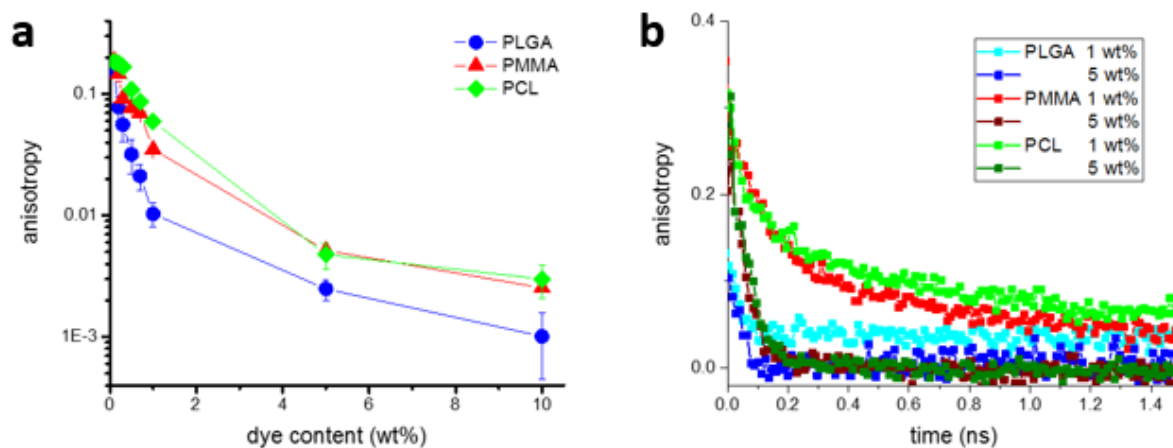 a
PLGA
PMMA
PCL
0.1
0.01
1E-3
0
2
4
6
8
10
anisotropy
dye content (wt%)
b
PLGA 1 wt%
5 wt%
PMMA 1 wt%
5 wt%
PCL 1 wt%
5 wt%
0.4
0.2
0.0
0.0
0.2
0.4
0.6
0.8
1.0
1.2
1.4
anisotropy
time (ns)